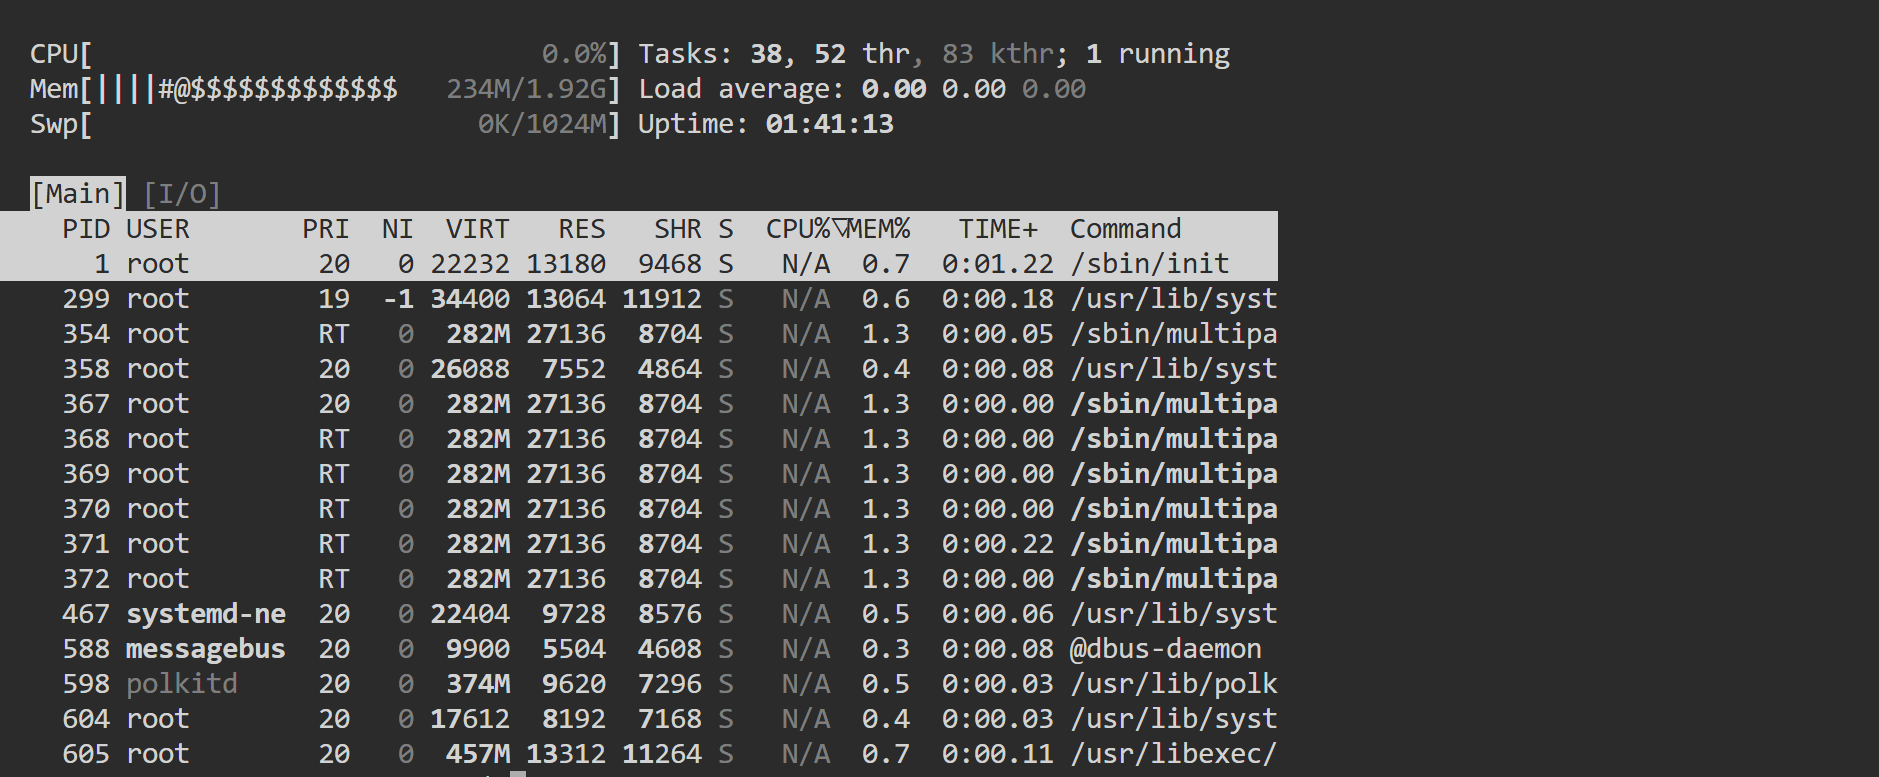 CPU[                            0.0%] Tasks: 38, 52 thr, 83 kthr; 1 running
Mem[||||#@$$$$$$$$$$$$$   234M/1.92G] Load average: 0.00 0.00 0.00
Swp[                        0K/1024M] Uptime: 01:41:13
[Main] [I/O]
PID USER       PRI  NI  VIRT   RES   SHR S  CPU%▽MEM%   TIME+  Command
1 root        20   0 22232 13180  9468 S   N/A  0.7  0:01.22 /sbin/init
299 root        19  -1 34400 13064 11912 S   N/A  0.6  0:00.18 /usr/lib/syst
354 root        RT   0  282M 27136  8704 S   N/A  1.3  0:00.05 /sbin/multipa
358 root        20   0 26088  7552  4864 S   N/A  0.4  0:00.08 /usr/lib/syst
367 root        20   0  282M 27136  8704 S   N/A  1.3  0:00.00 /sbin/multipa
368 root        RT   0  282M 27136  8704 S   N/A  1.3  0:00.00 /sbin/multipa
369 root        RT   0  282M 27136  8704 S   N/A  1.3  0:00.00 /sbin/multipa
370 root        RT   0  282M 27136  8704 S   N/A  1.3  0:00.00 /sbin/multipa
371 root        RT   0  282M 27136  8704 S   N/A  1.3  0:00.22 /sbin/multipa
372 root        RT   0  282M 27136  8704 S   N/A  1.3  0:00.00 /sbin/multipa
467 systemd-ne  20   0 22404  9728  8576 S   N/A  0.5  0:00.06 /usr/lib/syst
588 messagebus  20   0  9900  5504  4608 S   N/A  0.3  0:00.08 @dbus-daemon
598 polkitd     20   0  374M  9620  7296 S   N/A  0.5  0:00.03 /usr/lib/polk
604 root        20   0 17612  8192  7168 S   N/A  0.4  0:00.03 /usr/lib/syst
605 root        20   0  457M 13312 11264 S   N/A  0.7  0:00.11 /usr/libexec/